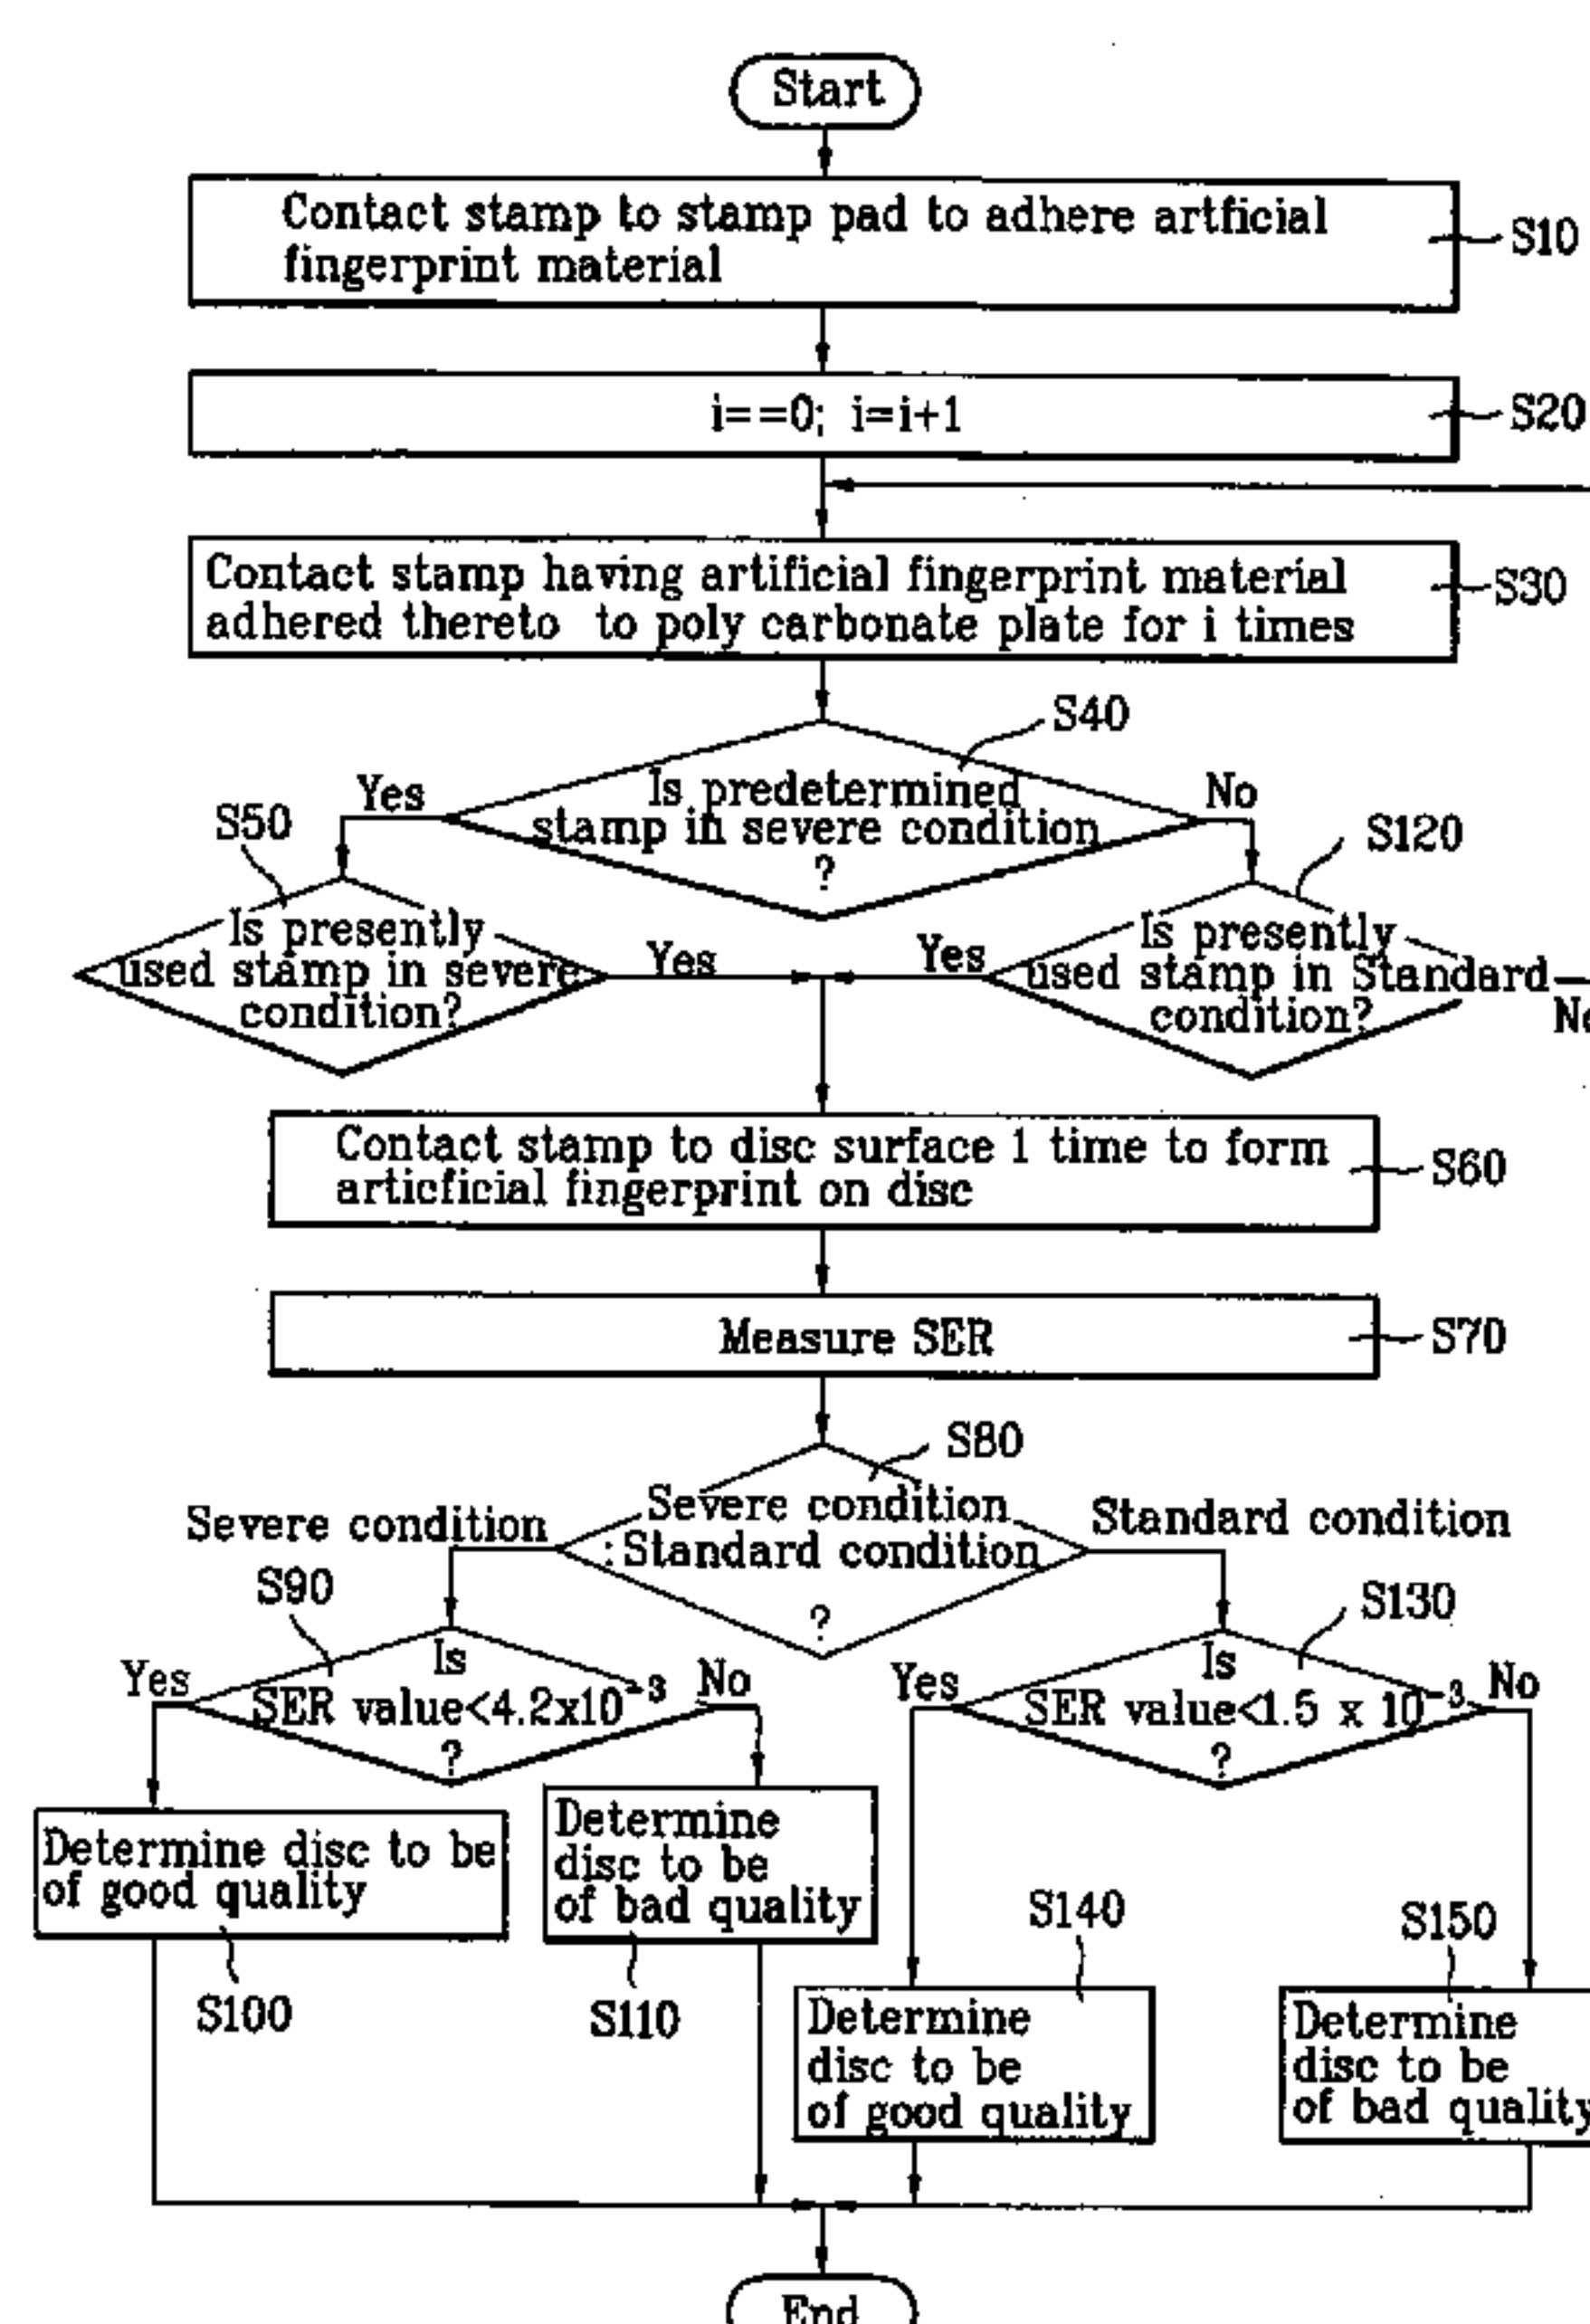 Start
Contact stamp to stamp pad to adhere artficial
fingerprint material
S10
i==0; i=i+1
S20
Contact stamp having artificial fingerprint material
adhered thereto to poly carbonate plate for i times
S30
S40
Is predetermined
stamp in severe condition
?
Yes
No
S50
Is presently
used stamp in severe
condition?
Yes
S120
Is presently
used stamp in Standard
condition?
Yes
Contact stamp to disc surface 1 time to form
articficial fingerprint on disc
S60
Measure SER
S70
S80
Severe condition
:Standard condition
?
Severe condition
Standard condition
S90
Is
SER value<4.2x10⁻³
?
Yes
No
S130
Is
SER value<1.5 x 10⁻³
?
Yes
No
Determine disc to be
of good quality
S100
Determine
disc to be
of bad quality
S110
S140
Determine
disc to be
of good quality
S150
Determine
disc to be
of bad quality
End